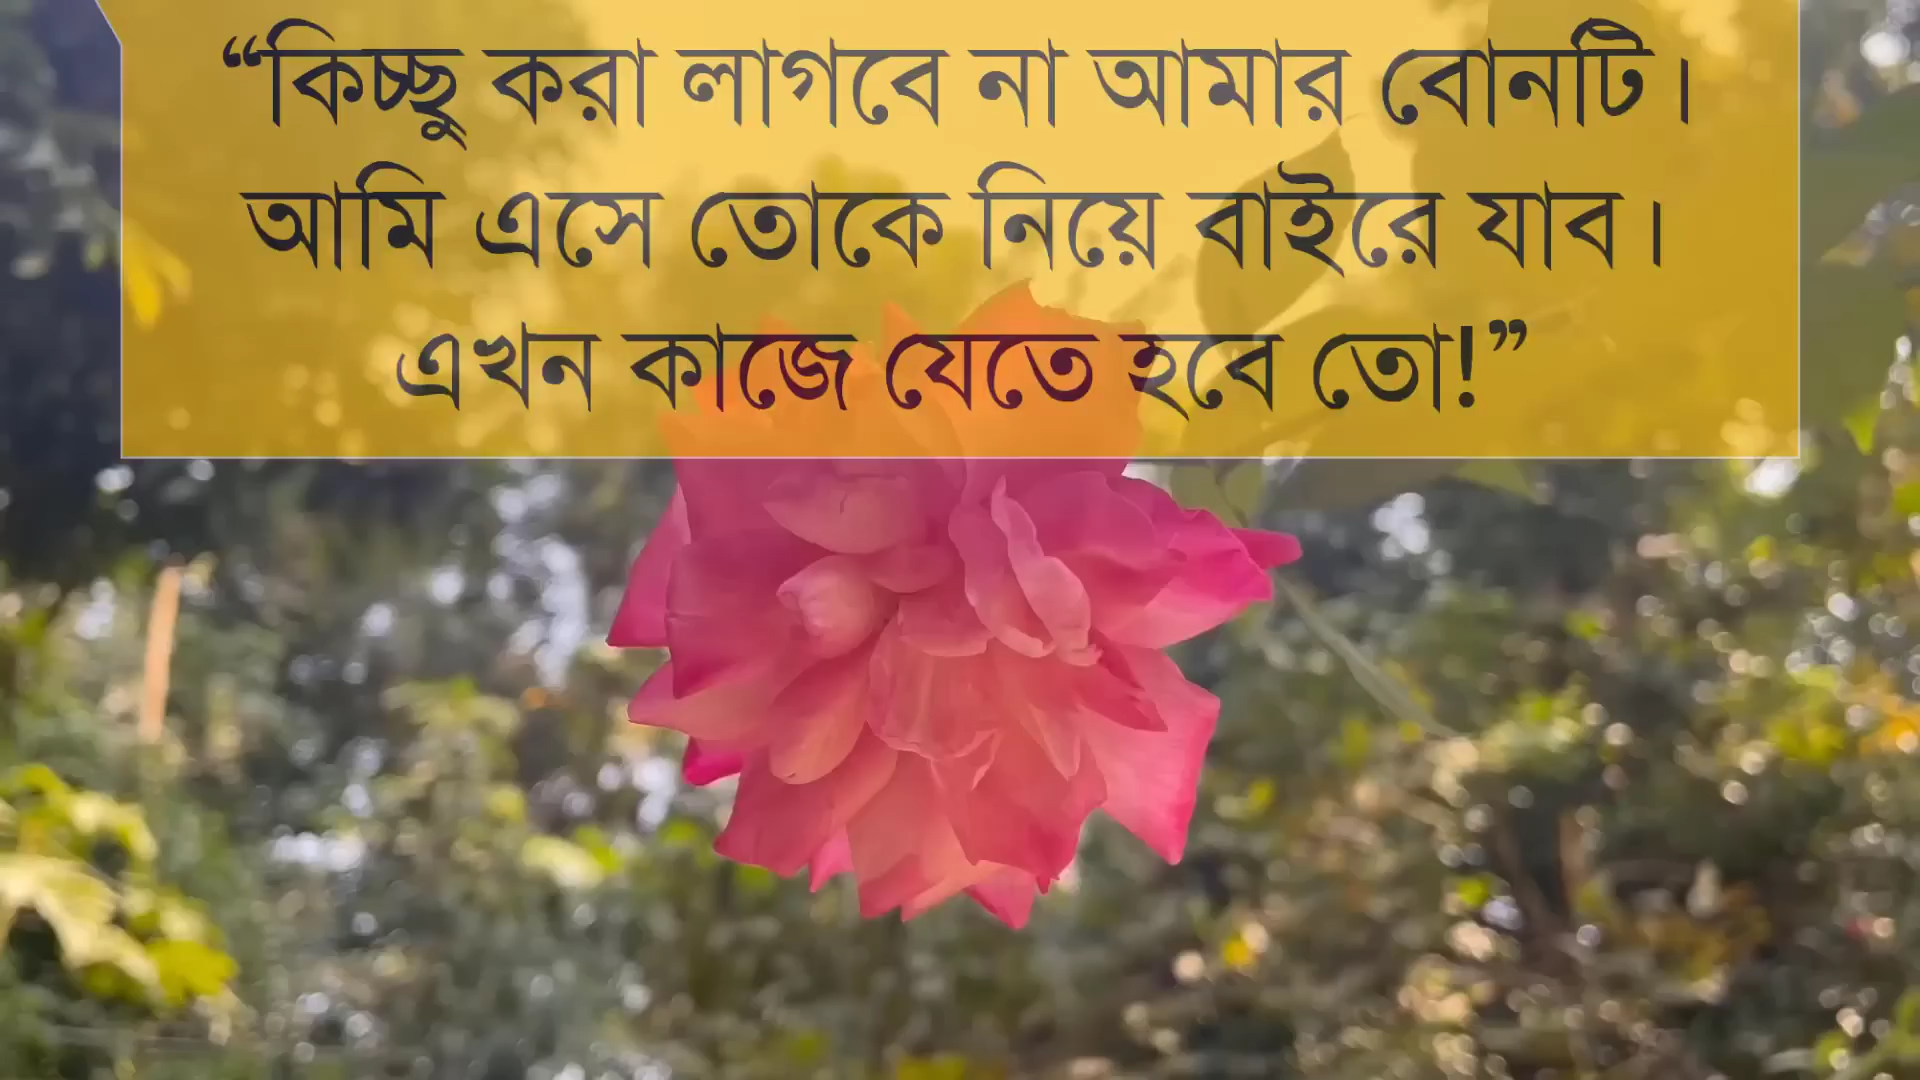 “কিচ্ছু করা লাগবে না আমার বোনটি।
আমি এসে তোকে নিয়ে বাইরে যাব।
এখন কাজে যেতে হবে তো!”